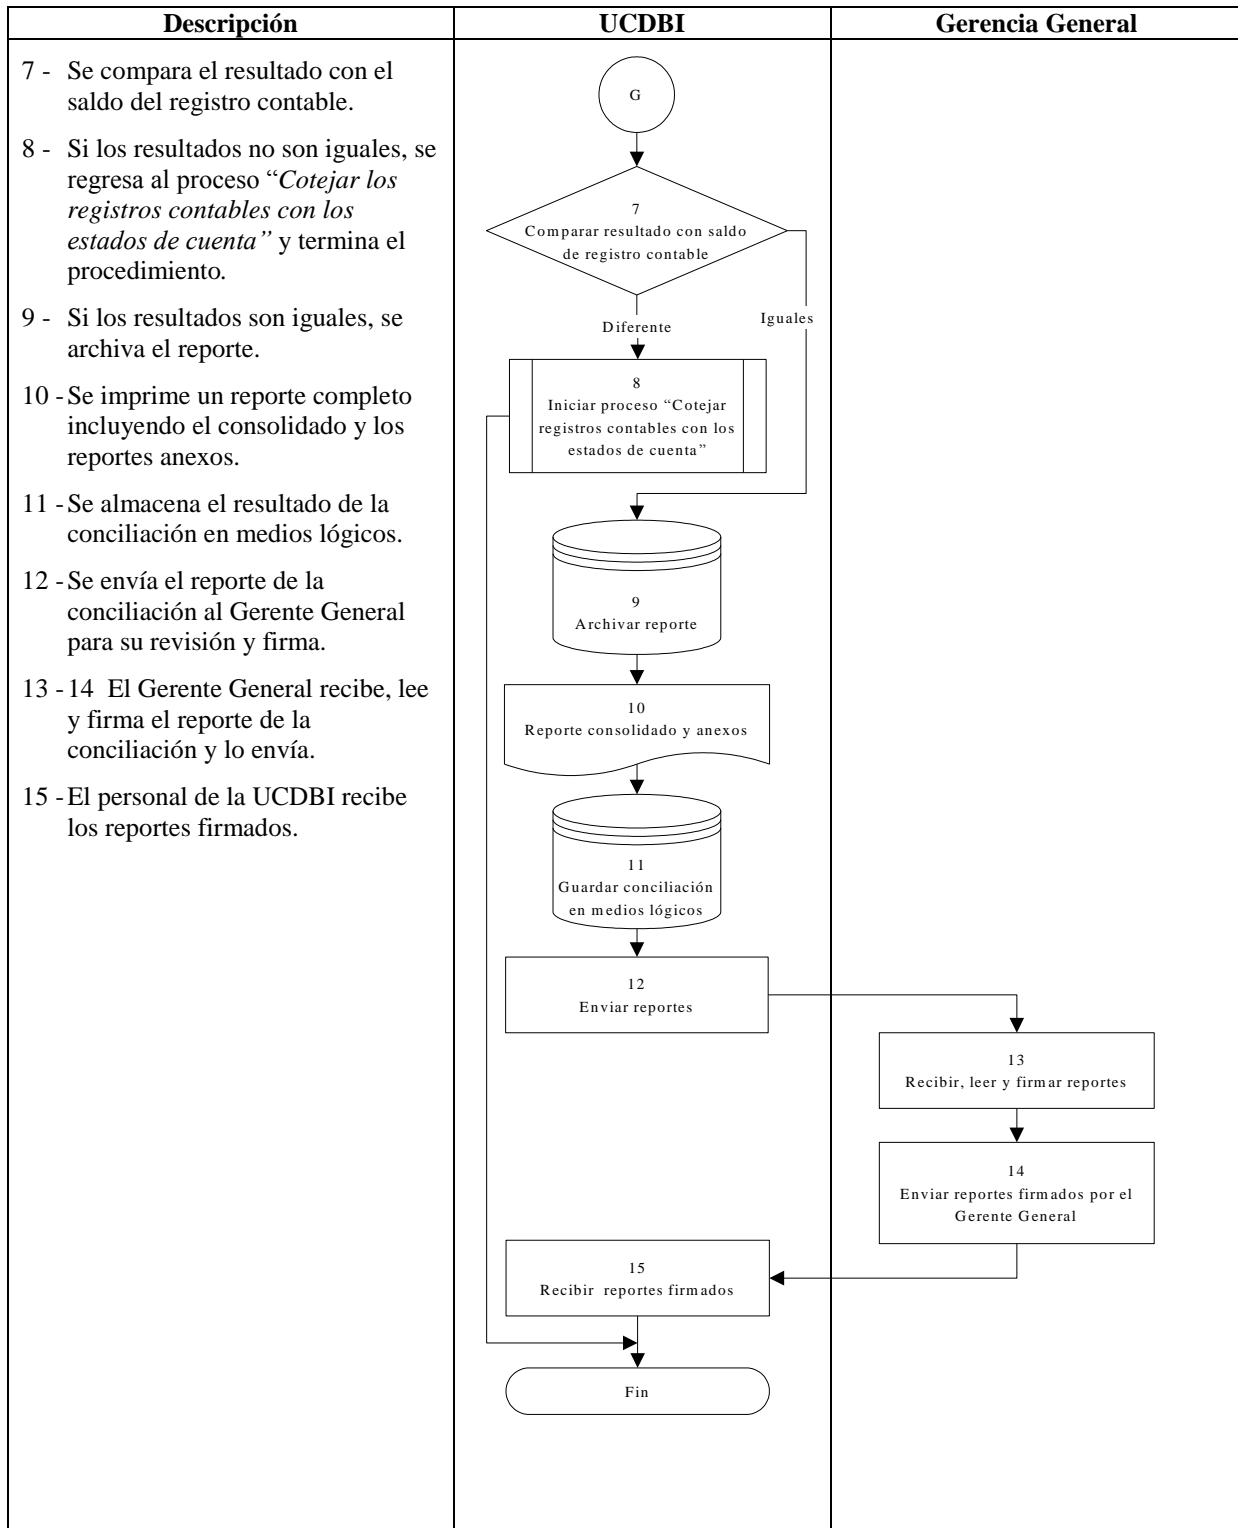 Descripción
UCDBI
Gerencia General
7 - Se compara el resultado con el
saldo del registro contable.
8 - Si los resultados no son iguales, se
regresa al proceso “Cotejar los
registros contables con los
estados de cuenta” y termina el
procedimiento.
9 - Si los resultados son iguales, se
archiva el reporte.
10 - Se imprime un reporte completo
incluyendo el consolidado y los
reportes anexos.
11 - Se almacena el resultado de la
conciliación en medios lógicos.
12 - Se envía el reporte de la
conciliación al Gerente General
para su revisión y firma.
13 - 14 El Gerente General recibe, lee
y firma el reporte de la
conciliación y lo envía.
15 - El personal de la UCDBI recibe
los reportes firmados.
G
7
Comparar resultado con saldo
de registro contable
Diferente
Iguales
8
Iniciar proceso “Cotejar
registros contables con los
estados de cuenta”
9
Archivar reporte
10
Reporte consolidado y anexos
11
Guardar conciliación
en medios lógicos
12
Enviar reportes
13
Recibir, leer y firmar reportes
14
Enviar reportes firmados por el
Gerente General
15
Recibir reportes firmados
Fin